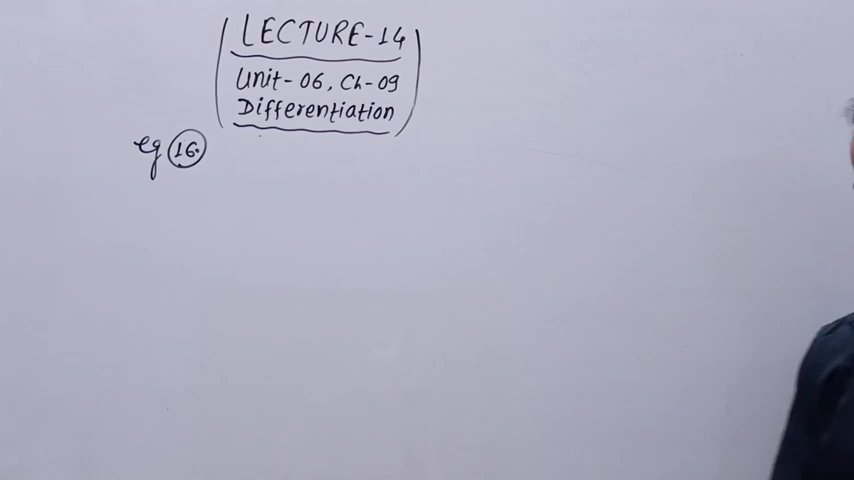 LECTURE-14
Unit-06, Ch-09
Differentiation
eg 16.